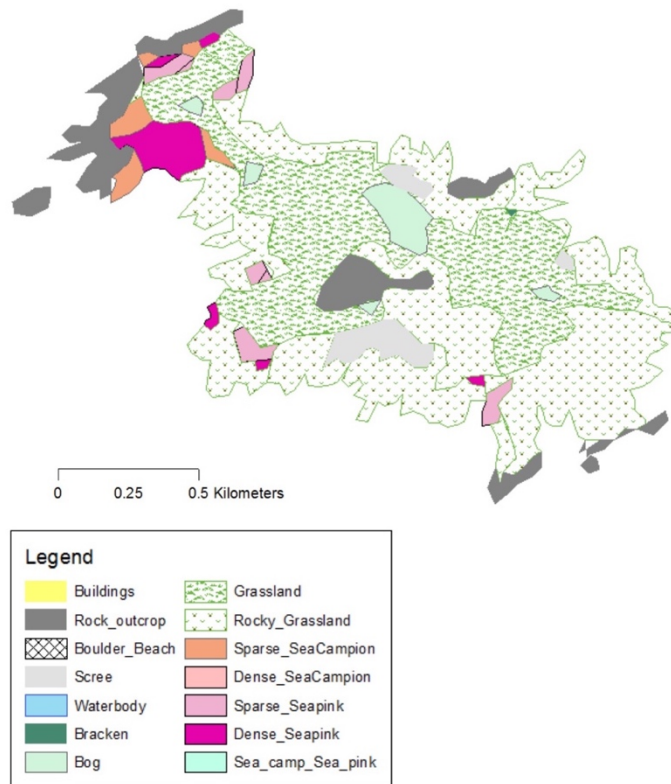 0 0.25 0.5 Kilometers
Legend
Buildings
Rock_outcrop
Boulder_Beach
Scree
Waterbody
Bracken
Bog
Grassland
Rocky_Grassland
Sparse_SeaCampion
Dense_SeaCampion
Sparse_Seapink
Dense_Seapink
Sea_camp_Sea_pink